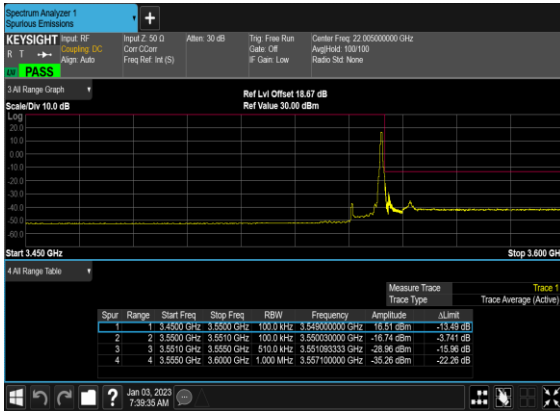 Spectrum Analyzer 1
Spurious Emissions
+
KEYSIGHT Input: RF Input Z: 50 Ω Atten: 30 dB Trig: Free Run Center Freq: 22.005000000 GHz
R T Coupling: DC Corr CCorr Gate: Off Avg|Hold: 100/100
Align: Auto Freq Ref: Int (S) IF Gain: Low Radio Std: None
LNI PASS
3 All Range Graph
Ref Lvl Offset 18.67 dB
Scale/Div 10.0 dB Ref Value 30.00 dBm
Log
20.0
10.0
0.00
-10.0
-20.0
-30.0
-40.0
-50.0
-60.0
Start 3.450 GHz Stop 3.600 GH
4 All Range Table
Measure Trace Trace 1
Trace Type Trace Average (Active)
Spur Range Start Freq Stop Freq RBW Frequency Amplitude ΔLimit
1 1 3.4500 GHz 3.5500 GHz 100.0 kHz 3.549000000 GHz 16.51 dBm -13.49 dB
2 2 3.5500 GHz 3.5510 GHz 100.0 kHz 3.550030000 GHz -16.74 dBm -3.741 dB
3 3 3.5510 GHz 3.5550 GHz 510.0 kHz 3.551093333 GHz -28.96 dBm -15.96 dB
4 4 3.5550 GHz 3.6000 GHz 1.000 MHz 3.557100000 GHz -35.26 dBm -22.26 dB
? Jan 03, 2023
7:39:35 AM